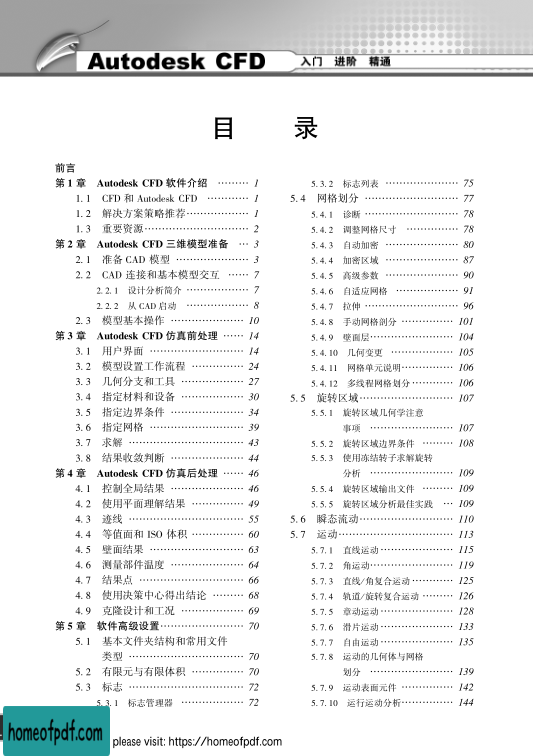 Autodesk CFD 入门 进阶 精通
目 录
前言
第 1 章 Autodesk CFD 软件介绍 ……… 1
1. 1 CFD 和 Autodesk CFD ………… 1
1. 2 解决方案策略推荐……………… 1
1. 3 重要资源………………………… 2
第 2 章 Autodesk CFD 三维模型准备 … 3
2. 1 准备 CAD 模型 ………………… 3
2. 2 CAD 连接和基本模型交互 …… 7
2. 2. 1 设计分析简介 ……………… 7
2. 2. 2 从 CAD 启动 ……………… 8
2. 3 模型基本操作 ………………… 10
第 3 章 Autodesk CFD 仿真前处理 …… 14
3. 1 用户界面 ……………………… 14
3. 2 模型设置工作流程 …………… 24
3. 3 几何分支和工具 ……………… 27
3. 4 指定材料和设备 ……………… 30
3. 5 指定边界条件 ………………… 34
3. 6 指定网格 ……………………… 39
3. 7 求解 …………………………… 43
3. 8 结果收敛判断 ………………… 44
第 4 章 Autodesk CFD 仿真后处理 …… 46
4. 1 控制全局结果 ………………… 46
4. 2 使用平面理解结果 …………… 49
4. 3 迹线 …………………………… 55
4. 4 等值面和 ISO 体积 …………… 60
4. 5 壁面结果 ……………………… 63
4. 6 测量部件温度 ………………… 64
4. 7 结果点 ………………………… 66
4. 8 使用决策中心得出结论 ……… 68
4. 9 克隆设计和工况 ……………… 69
第 5 章 软件高级设置…………………… 70
5. 1 基本文件夹结构和常用文件
类型 …………………………… 70
5. 2 有限元与有限体积 …………… 70
5. 3 标志 …………………………… 72
5. 3. 1 标志管理器 ……………… 72
5. 3. 2 标志列表 ………………… 75
5. 4 网格划分 ……………………… 77
5. 4. 1 诊断 ……………………… 78
5. 4. 2 调整网格尺寸 …………… 78
5. 4. 3 自动加密 ………………… 80
5. 4. 4 加密区域 ………………… 87
5. 4. 5 高级参数 ………………… 90
5. 4. 6 自适应网格 ……………… 91
5. 4. 7 拉伸 ……………………… 96
5. 4. 8 手动网格剖分 …………… 101
5. 4. 9 壁面层…………………… 104
5. 4. 10 几何变更 ……………… 105
5. 4. 11 网格单元说明…………… 106
5. 4. 12 多线程网格划分………… 106
5. 5 旋转区域……………………… 107
5. 5. 1 旋转区域几何学注意
事项 …………………… 107
5. 5. 2 旋转区域边界条件 ……… 108
5. 5. 3 使用冻结转子求解旋转
分析 …………………… 109
5. 5. 4 旋转区域输出文件 ……… 109
5. 5. 5 旋转区域分析最佳实践 … 109
5. 6 瞬态流动……………………… 110
5. 7 运动…………………………… 113
5. 7. 1 直线运动………………… 115
5. 7. 2 角运动…………………… 119
5. 7. 3 直线/角复合运动………… 125
5. 7. 4 轨道/旋转复合运动 ……… 126
5. 7. 5 章动运动………………… 128
5. 7. 6 滑片运动………………… 133
5. 7. 7 自由运动………………… 135
5. 7. 8 运动的几何体与网格
划分 …………………… 139
5. 7. 9 运动表面元件 …………… 142
5. 7. 10 运行运动分析…………… 144
homeofpdf.com
please visit: https://homeofpdf.com